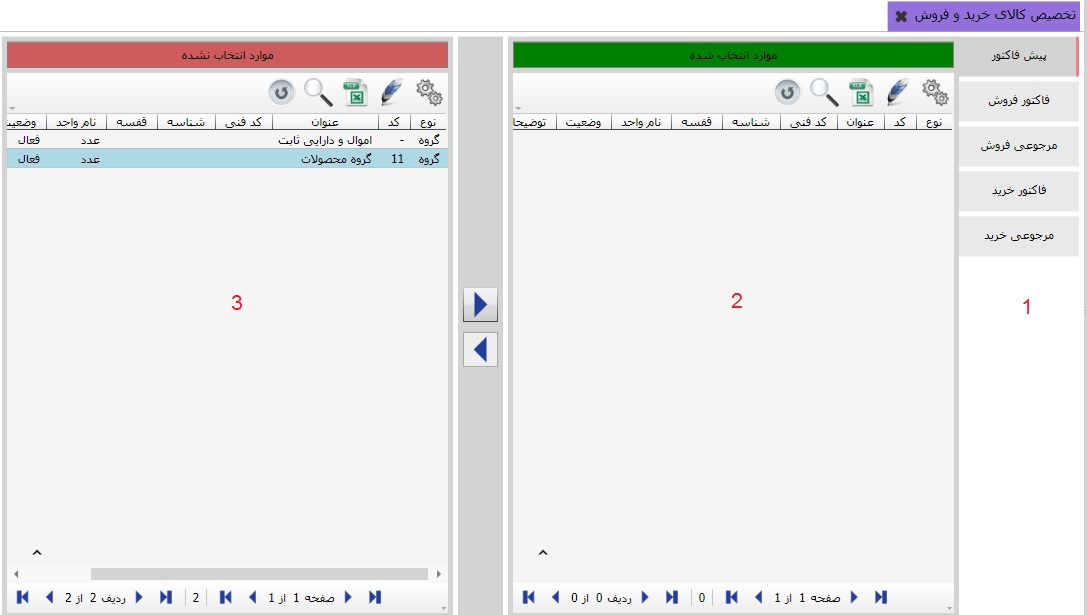 تخصیص کالای خرید و فروش
پیش فاکتور
فاکتور فروش
مرجوعی فروش
فاکتور خرید
مرجوعی خرید
1
موارد انتخاب شده
نوع کد عنوان کد فنی شناسه قفسه نام واحد وضعیت توضیحا
2
صفحه 1 از 1 0 ردیف 0 از 0
موارد انتخاب نشده
نوع کد عنوان کد فنی شناسه قفسه نام واحد وضعیت
گروه - اموال و دارایی ثابت عدد فعال
گروه 11 گروه محصولات عدد فعال
3
صفحه 1 از 1 2 ردیف 2 از 2